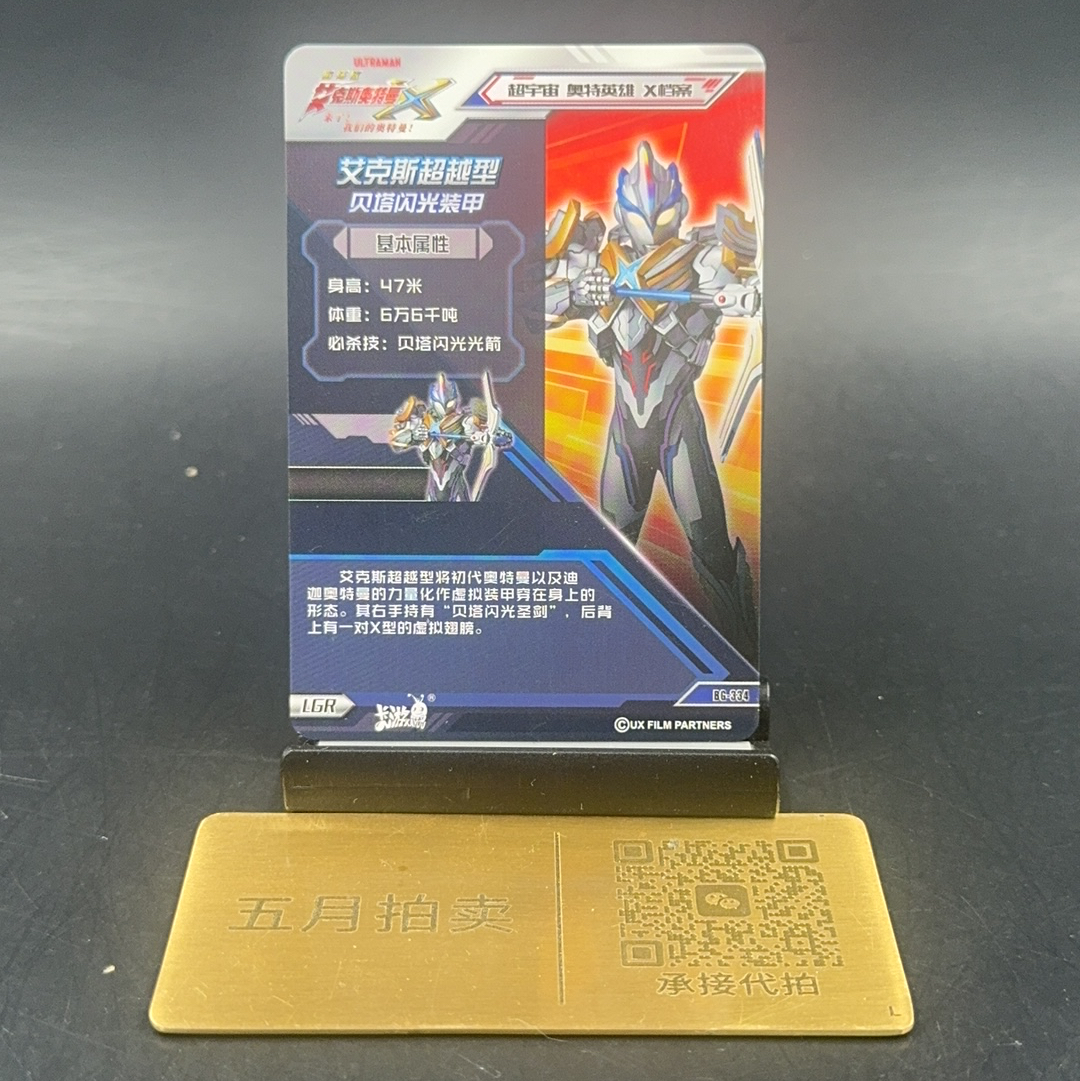 ULTRAMAN
剧场版
艾克斯奥特曼X
来了！
我们的奥特曼！
超宇宙 奥特英雄 X档案
艾克斯超越型
贝塔闪光装甲
基本属性
身高：47米
体重：6万6千吨
必杀技：贝塔闪光光箭
艾克斯超越型将初代奥特曼以及迪
迦奥特曼的力量化作虚拟装甲穿在身上的
形态。其右手持有“贝塔闪光圣剑”，后背
上有一对X型的虚拟翅膀。
LGR
卡游
®
BG-334
©UX FILM PARTNERS
五月拍卖
承接代拍